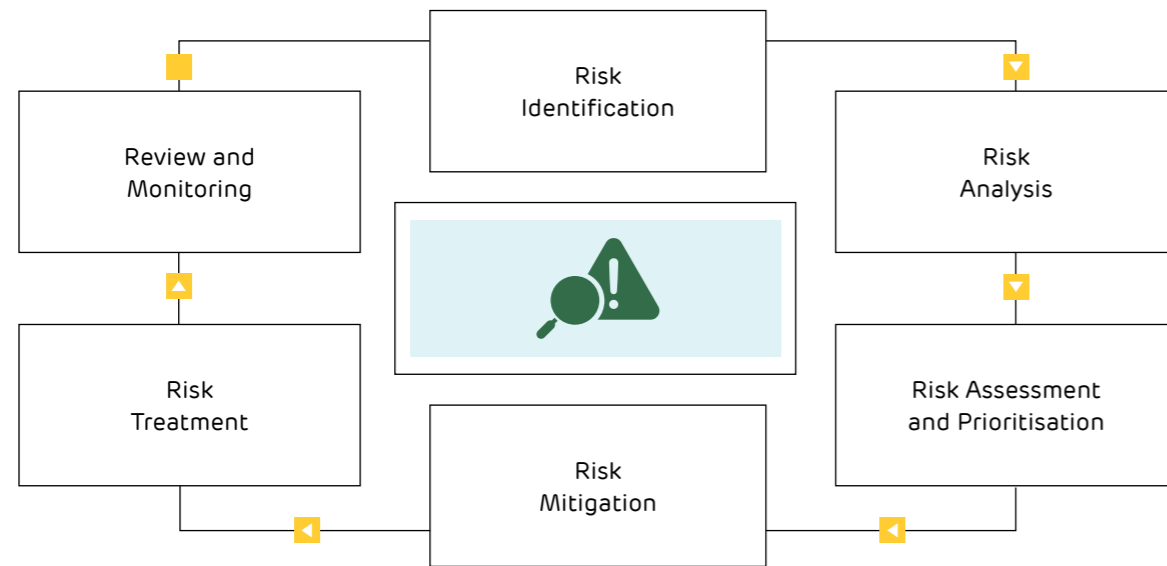 Risk
Identification
Review and
Monitoring
Risk
Analysis
Risk
Treatment
Risk Assessment
and Prioritisation
Risk
Mitigation